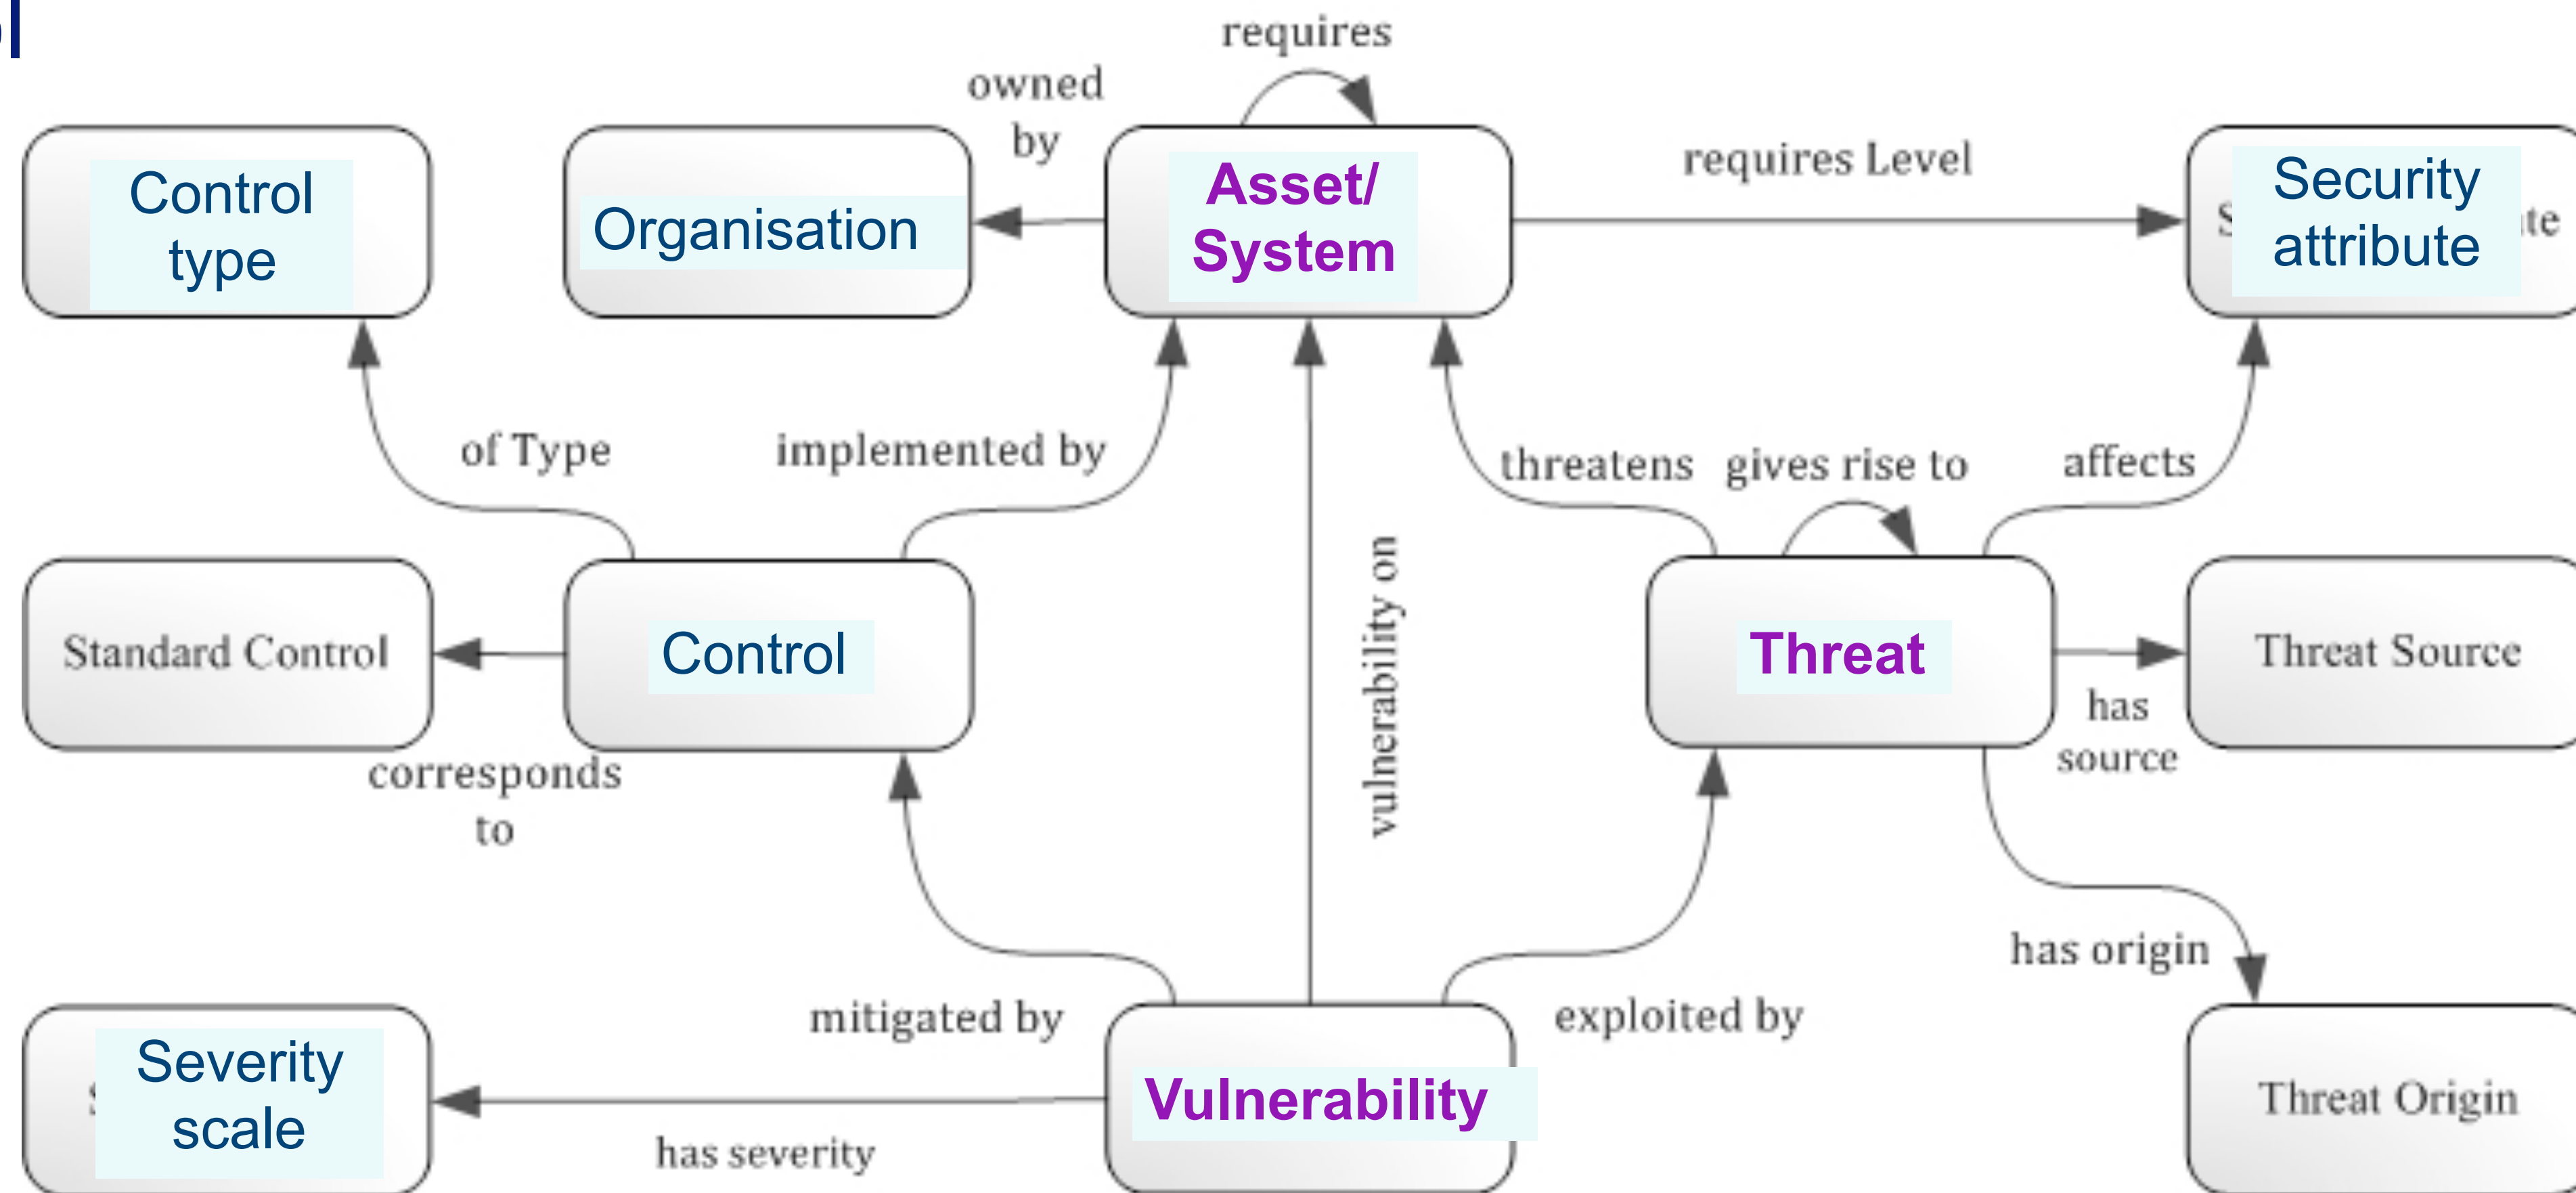 requires
owned
by
Control
type
Organisation
Asset/
System
requires Level
Security
attribute
of Type
implemented by
threatens
gives rise to
affects
vulnerability on
Standard Control
Control
Threat
Threat Source
has
source
corresponds
to
has origin
mitigated by
exploited by
Severity
scale
Vulnerability
Threat Origin
has severity